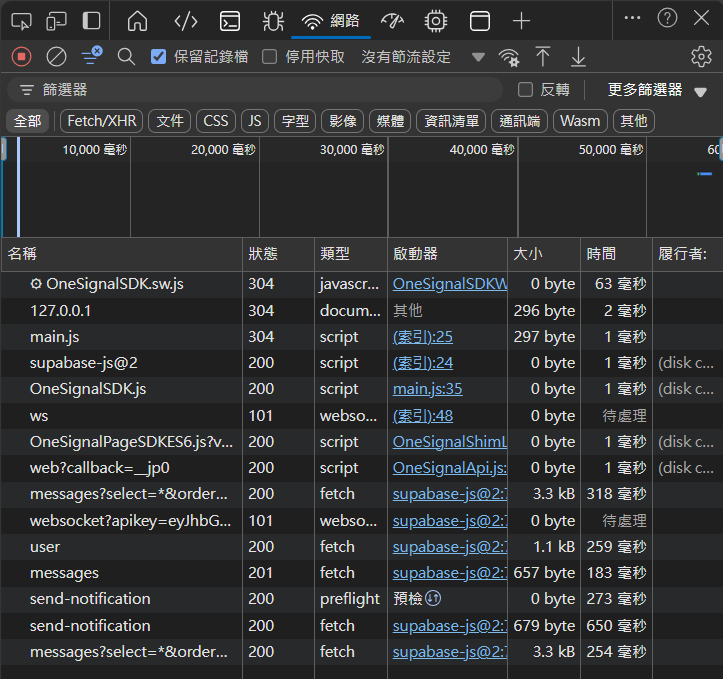 網路
保留記錄檔 停用快取 沒有節流設定
篩選器 反轉 更多篩選器
全部 Fetch/XHR 文件 CSS JS 字型 影像 媒體 資訊清單 通訊端 Wasm 其他
10,000 毫秒 20,000 毫秒 30,000 毫秒 40,000 毫秒 50,000 毫秒 60
名稱 狀態 類型 啟動器 大小 時間 履行者:
OneSignalSDK.sw.js 304 javascr... OneSignalSDKW 0 byte 63 毫秒
127.0.0.1 304 docum... 其他 296 byte 2 毫秒
main.js 304 script (索引):25 297 byte 1 毫秒
supabase-js@2 200 script (索引):24 0 byte 1 毫秒 (disk c...
OneSignalSDK.js 200 script main.js:35 0 byte 1 毫秒 (disk c...
ws 101 webso... (索引):48 0 byte 待處理
OneSignalPageSDKES6.js?v... 200 script OneSignalShimL 0 byte 1 毫秒 (disk c...
web?callback=__jp0 200 script OneSignalApi.js: 0 byte 1 毫秒 (disk c...
messages?select=*&order... 200 fetch supabase-js@2:7 3.3 kB 318 毫秒
websocket?apikey=eyJhbG... 101 webso... supabase-js@2:7 0 byte 待處理
user 200 fetch supabase-js@2:7 1.1 kB 259 毫秒
messages 201 fetch supabase-js@2:7 657 byte 183 毫秒
send-notification 200 preflight 預檢 0 byte 273 毫秒
send-notification 200 fetch supabase-js@2:7 679 byte 650 毫秒
messages?select=*&order... 200 fetch supabase-js@2:7 3.3 kB 254 毫秒